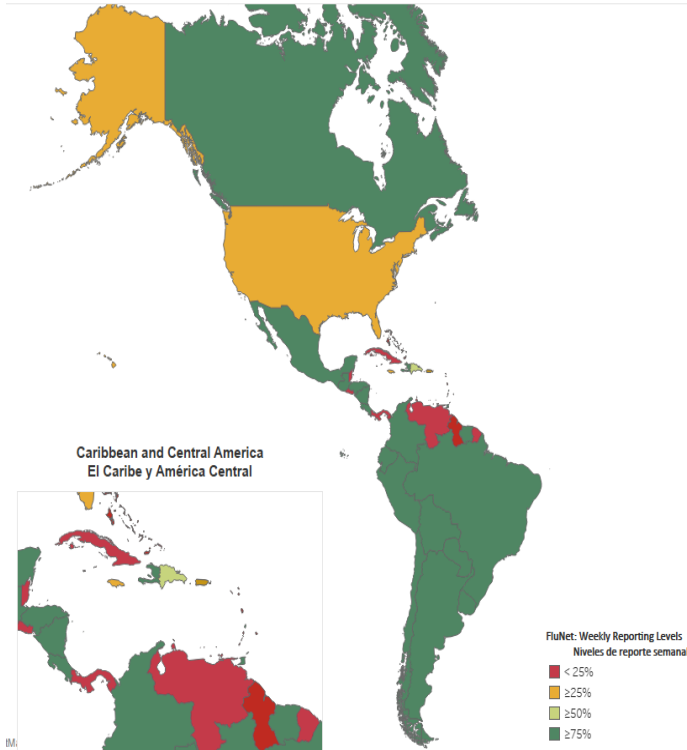 Caribbean and Central America
El Caribe y América Central
FluNet: Weekly Reporting Levels
Niveles de reporte semanal
< 25%
≥25%
≥50%
≥75%